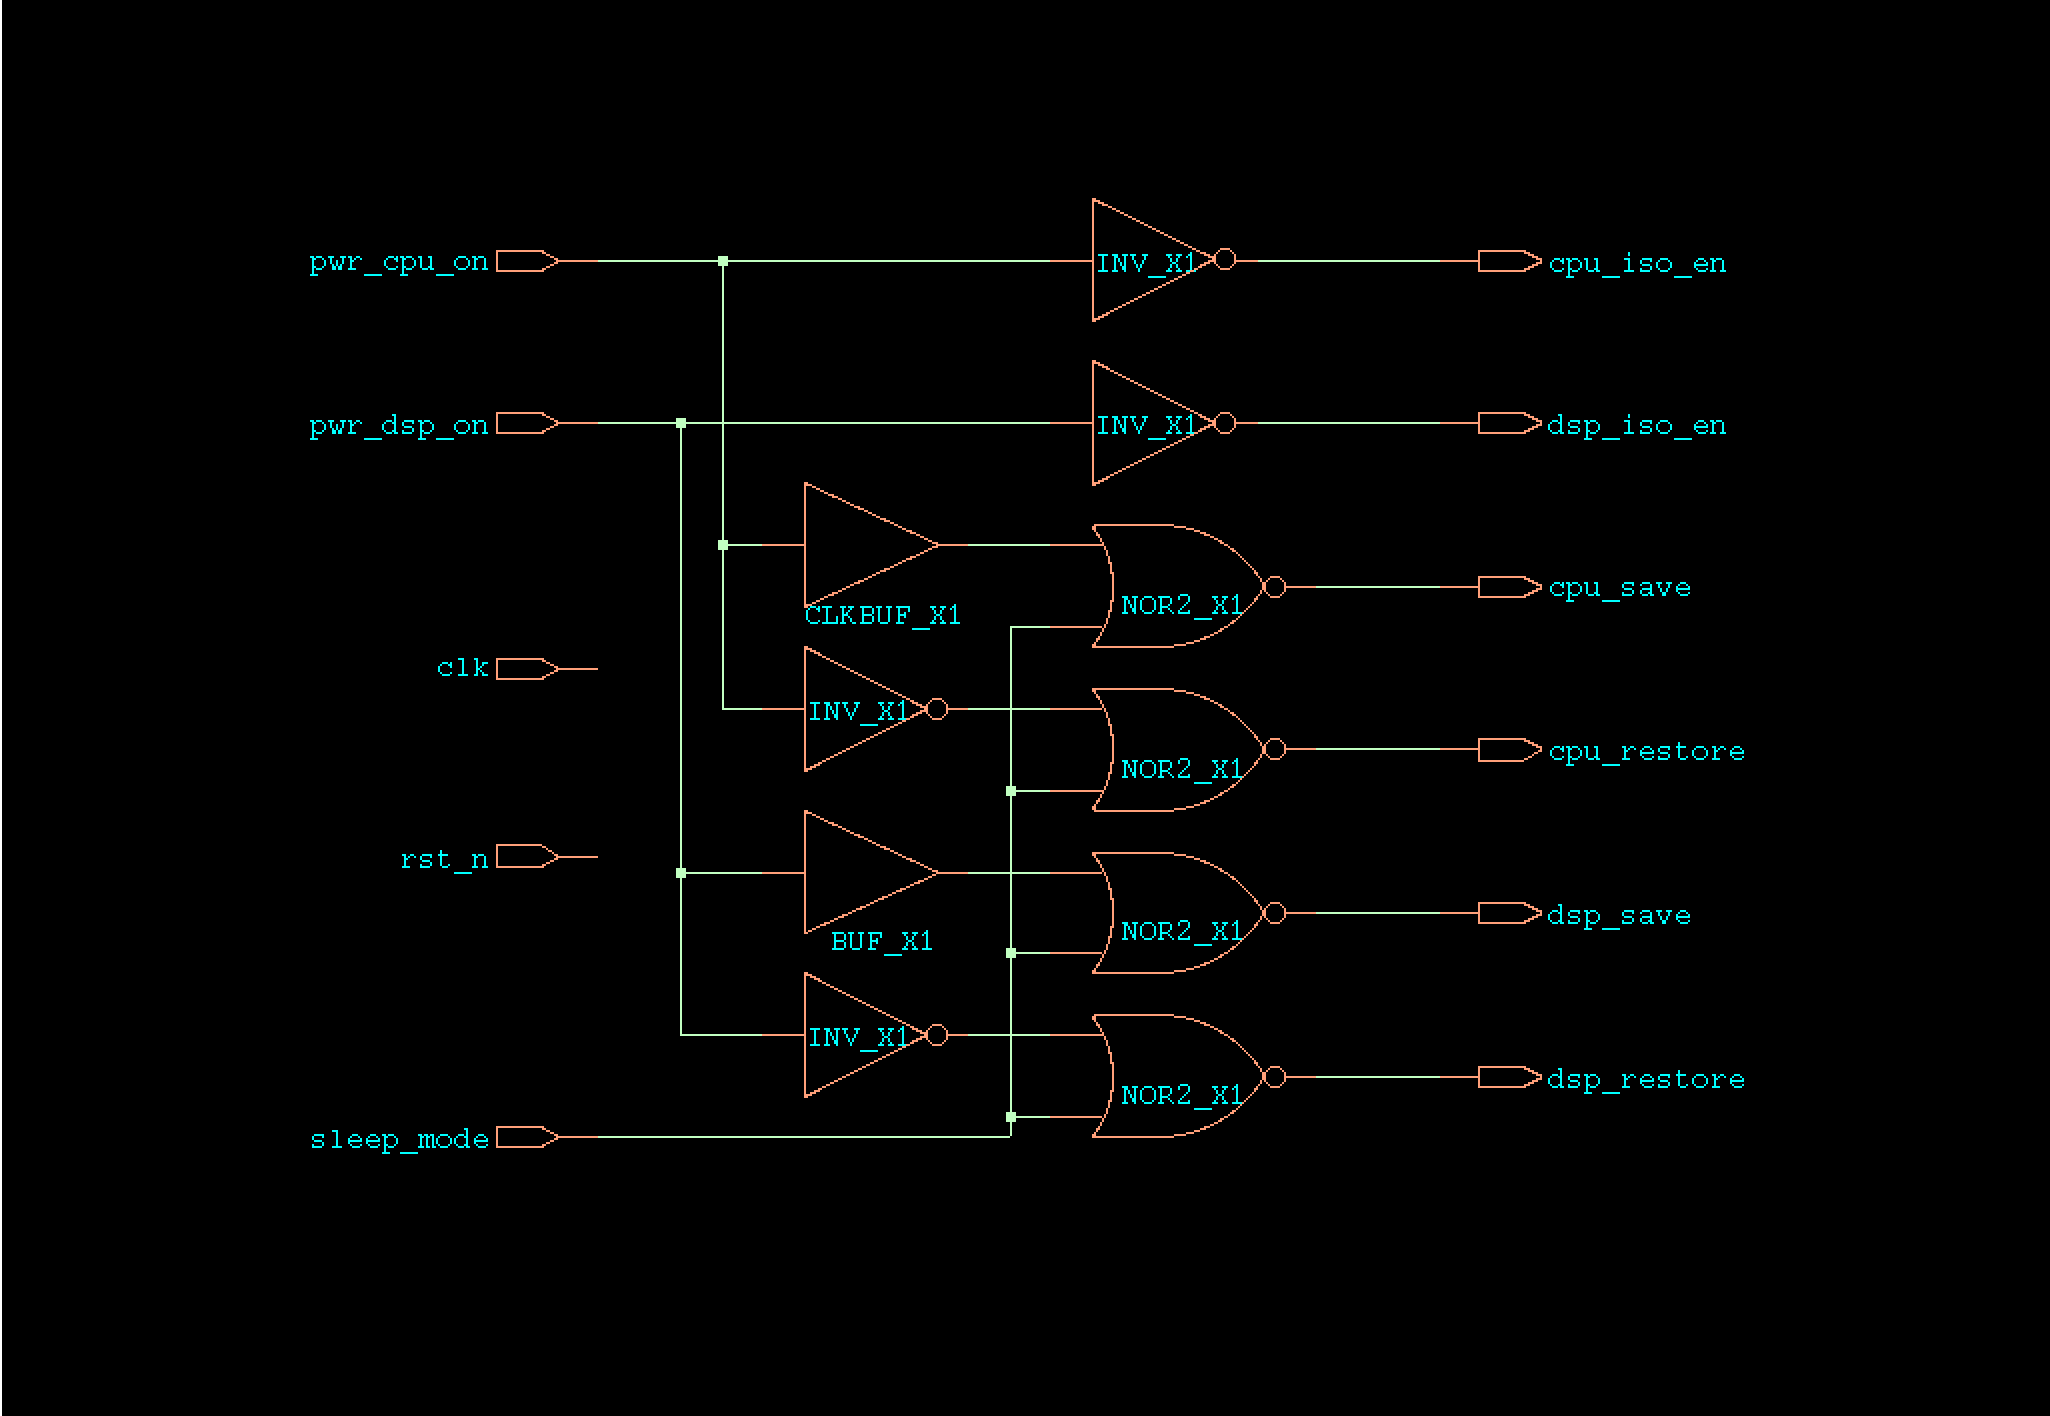 pwr_cpu_on
INV_X1
cpu_iso_en
pwr_dsp_on
INV_X1
dsp_iso_en
CLKBUF_X1
NOR2_X1
cpu_save
clk
INV_X1
NOR2_X1
cpu_restore
rst_n
BUF_X1
NOR2_X1
dsp_save
INV_X1
NOR2_X1
dsp_restore
sleep_mode